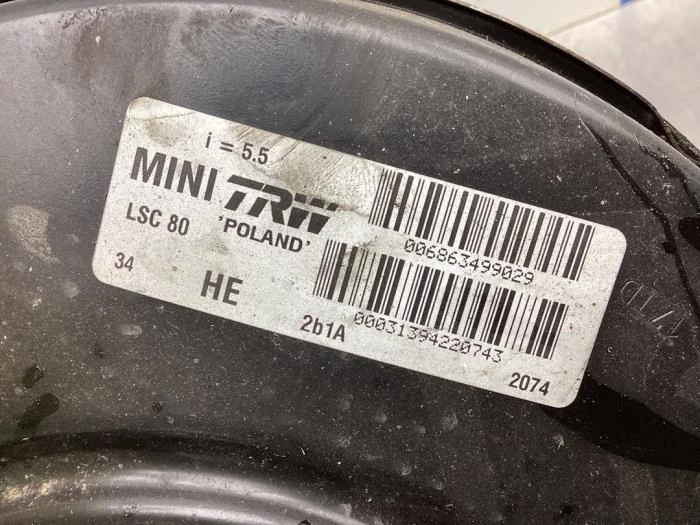 i = 5.5
MINI TRW
LSC 80 'POLAND' 006863499029
34 HE 2b1A 00031394220743
2074